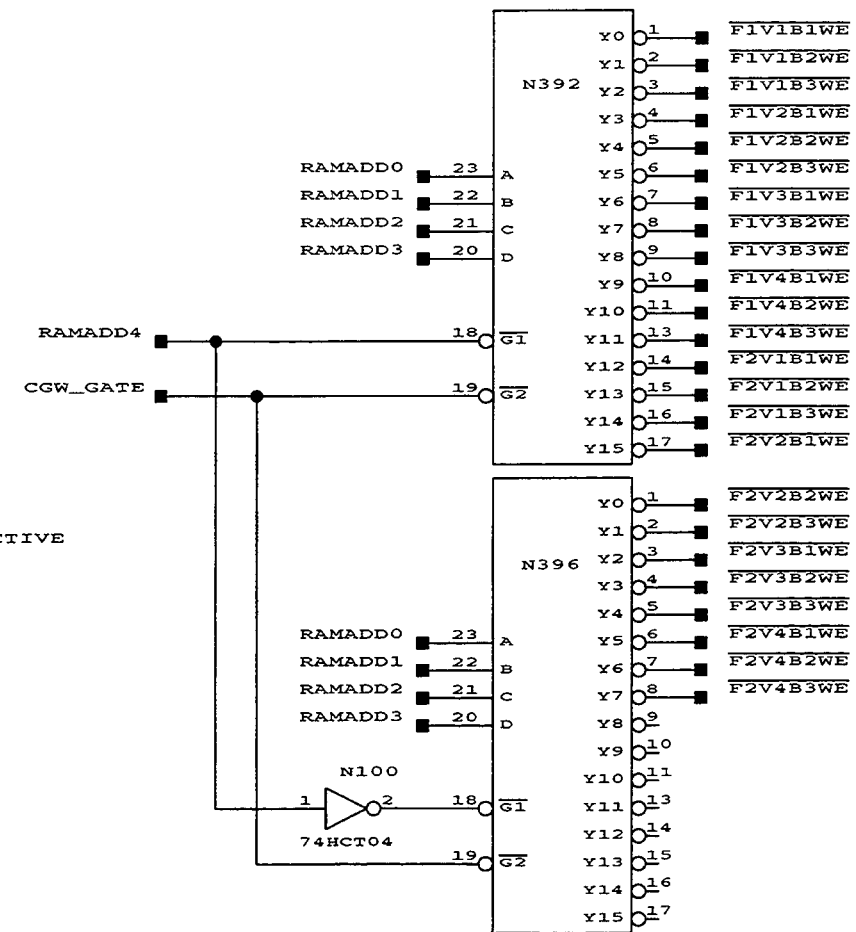 Y0 1 F1V1B1WE
Y1 2 F1V1B2WE
N392 Y2 3 F1V1B3WE
Y3 4 F1V2B1WE
Y4 5 F1V2B2WE
RAMADD0 23 A Y5 6 F1V2B3WE
RAMADD1 22 B Y6 7 F1V3B1WE
RAMADD2 21 C Y7 8 F1V3B2WE
RAMADD3 20 D Y8 9 F1V3B3WE
Y9 10 F1V4B1WE
Y10 11 F1V4B2WE
RAMADD4 18 G1 Y11 13 F1V4B3WE
Y12 14 F2V1B1WE
CGW_GATE 19 G2 Y13 15 F2V1B2WE
Y14 16 F2V1B3WE
Y15 17 F2V2B1WE
Y0 1 F2V2B2WE
CTIVE Y1 2 F2V2B3WE
N396 Y2 3 F2V3B1WE
Y3 4 F2V3B2WE
Y4 5 F2V3B3WE
RAMADD0 23 A Y5 6 F2V4B1WE
RAMADD1 22 B Y6 7 F2V4B2WE
RAMADD2 21 C Y7 8 F2V4B3WE
RAMADD3 20 D Y8 9
Y9 10
N100 Y10 11
1 2 18 G1 Y11 13
74HCT04 Y12 14
19 G2 Y13 15
Y14 16
Y15 17